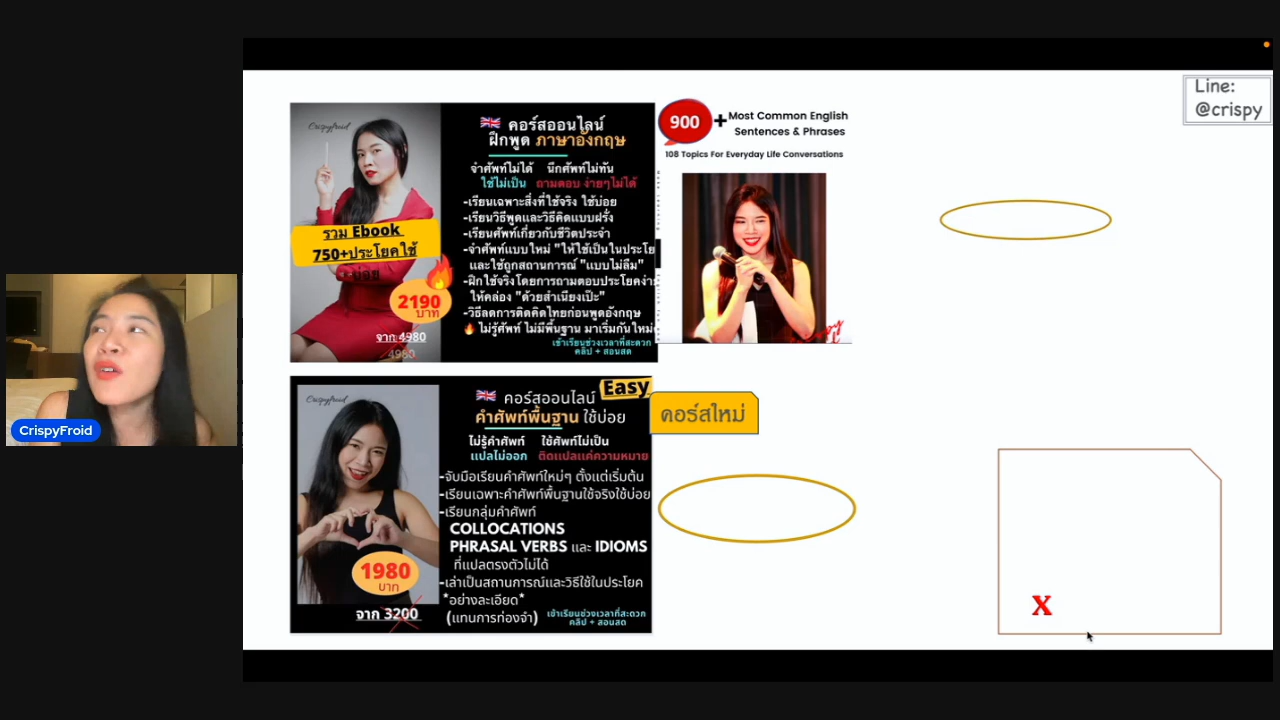 Line:
@crispy
Crispyfroid
🇬🇧 คอร์สออนไลน์
ฝึกพูด ภาษาอังกฤษ
จำศัพท์ไม่ได้ นึกศัพท์ไม่ทัน
ใช้ไม่เป็น ถามตอบ ง่ายๆไม่ได้
-เรียนเฉพาะสิ่งที่ใช้จริง ใช้บ่อย
-เรียนวิธีพูดและวิธีคิดแบบฝรั่ง
-เรียนศัพท์เกี่ยวกับชีวิตประจำ
-จำศัพท์แบบใหม่ "ให้ใช้เป็นในประโย
และใช้ถูกสถานการณ์ "แบบไม่ลืม"
-ฝึกใช้จริงโดยการถามตอบประโยคง่าย
ให้คล่อง "ด้วยสำเนียงเป๊ะ"
-วิธีลดการติดคิดไทยก่อนพูดอังกฤษ
🔥 ไม่รู้ศัพท์ ไม่มีพื้นฐาน มาเริ่มกันใหม่
เข้าเรียนช่วงเวลาที่สะดวก
คลิป + สอนสด
รวม Ebook
750+ประโยคใช้
บ่อย
2190
บาท
จาก 4980
4980
900
+Most Common English
Sentences & Phrases
108 Topics For Everyday Life Conversations
Crispyfroid
Easy
🇬🇧 คอร์สออนไลน์
คำศัพท์พื้นฐาน ใช้บ่อย
ไม่รู้คำศัพท์ ใช้ศัพท์ไม่เป็น
แปลไม่ออก ติดแปลแค่ความหมาย
-จับมือเรียนคำศัพท์ใหม่ๆ ตั้งแต่เริ่มต้น
-เรียนเฉพาะคำศัพท์พื้นฐานใช้จริงใช้บ่อย
-เรียนกลุ่มคำศัพท์
COLLOCATIONS
PHRASAL VERBS และ IDIOMS
ที่แปลตรงตัวไม่ได้
-เล่าเป็นสถานการณ์และวิธีใช้ในประโยค
*อย่างละเอียด*
(แทนการท่องจำ)
เข้าเรียนช่วงเวลาที่สะดวก
คลิป + สอนสด
1980
บาท
จาก 3200
คอร์สใหม่
X
CrispyFroid